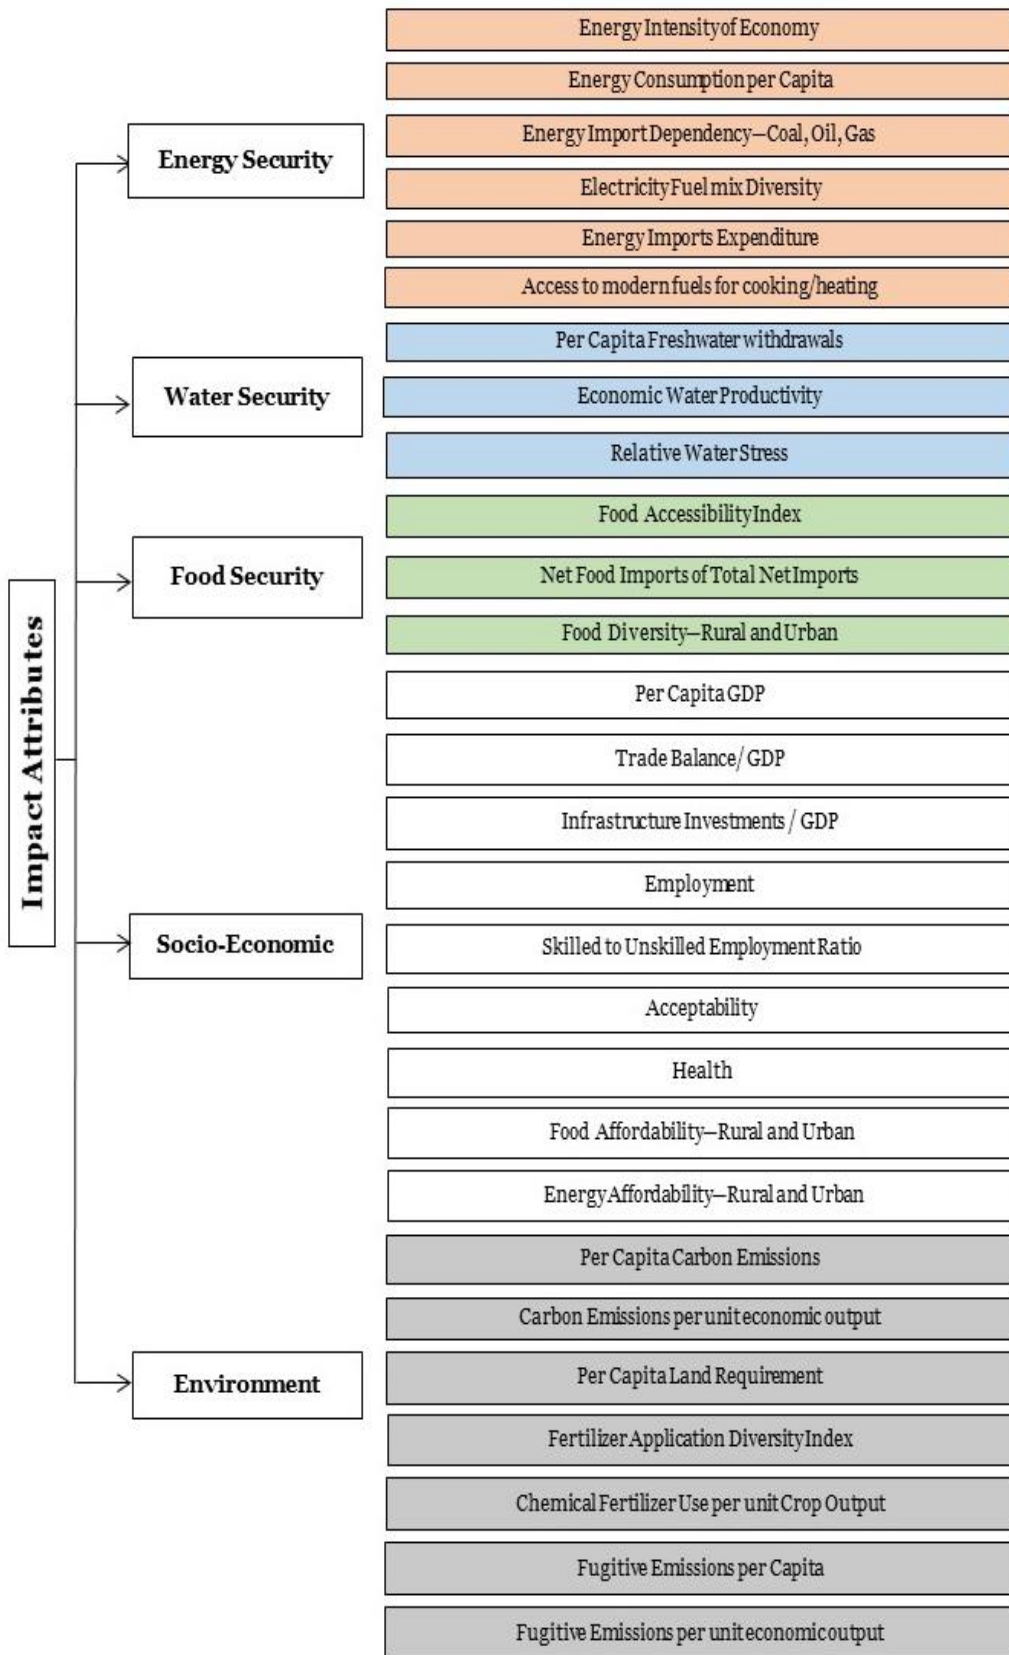 Impact Attributes
Energy Security
Energy Intensity of Economy
Energy Consumption per Capita
Energy Import Dependency—Coal, Oil, Gas
Electricity Fuel mix Diversity
Energy Imports Expenditure
Access to modern fuels for cooking/heating
Water Security
Per Capita Freshwater withdrawals
Economic Water Productivity
Relative Water Stress
Food Security
Food Accessibility Index
Net Food Imports of Total Net Imports
Food Diversity—Rural and Urban
Socio-Economic
Per Capita GDP
Trade Balance/ GDP
Infrastructure Investments / GDP
Employment
Skilled to Unskilled Employment Ratio
Acceptability
Health
Food Affordability—Rural and Urban
Energy Affordability—Rural and Urban
Environment
Per Capita Carbon Emissions
Carbon Emissions per unit economic output
Per Capita Land Requirement
Fertilizer Application Diversity Index
Chemical Fertilizer Use per unit Crop Output
Fugitive Emissions per Capita
Fugitive Emissions per unit economic output